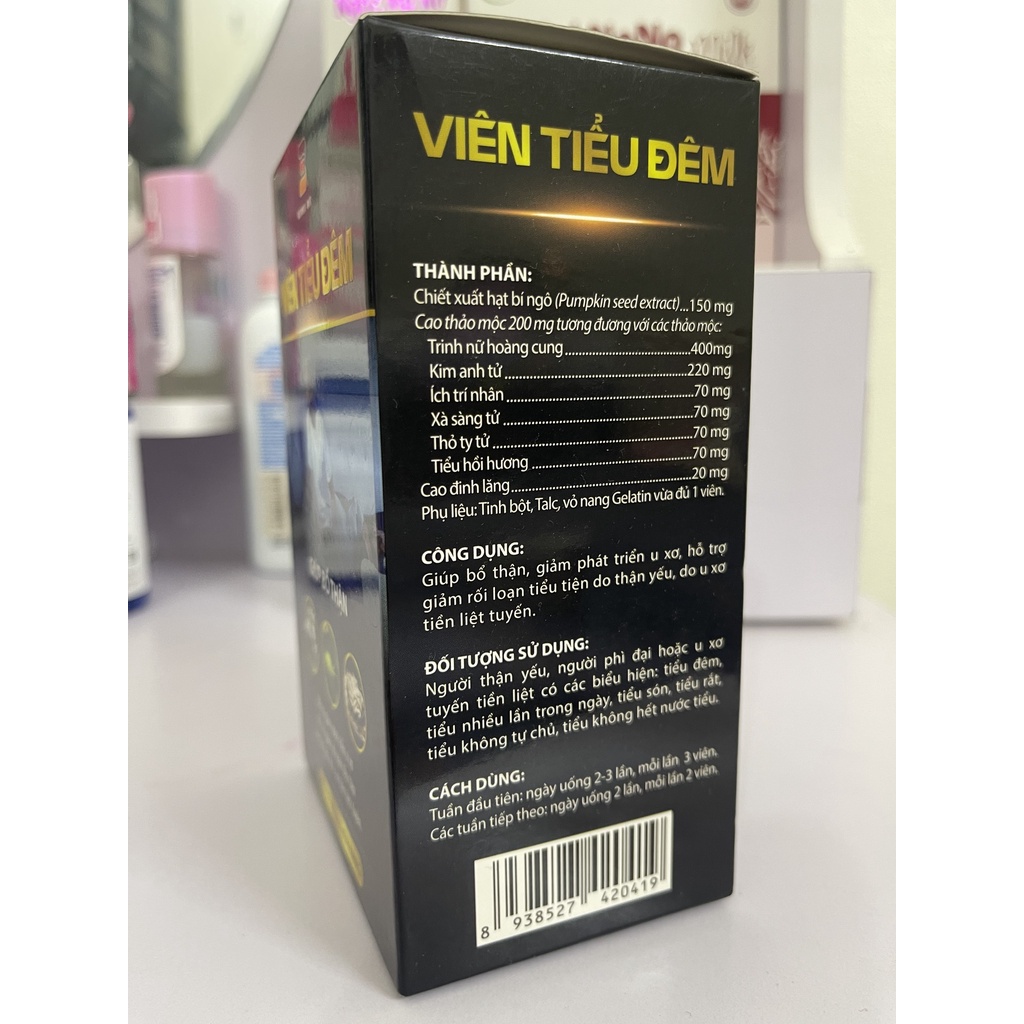 VIÊN TIỂU ĐÊM
THÀNH PHẦN:
Chiết xuất hạt bí ngô (Pumpkin seed extract)...150 mg
Cao thảo mộc 200 mg tương đương với các thảo mộc:
Trinh nữ hoàng cung..........................................400mg
Kim anh tử..........................................................220 mg
Ích trí nhân..........................................................70 mg
Xà sàng tử...........................................................70 mg
Thỏ ty tử.............................................................70 mg
Tiểu hồi hương....................................................70 mg
Cao đinh lăng......................................................20 mg
Phụ liệu: Tinh bột, Talc, vỏ nang Gelatin vừa đủ 1 viên.
CÔNG DỤNG:
Giúp bổ thận, giảm phát triển u xơ, hỗ trợ
giảm rối loạn tiểu tiện do thận yếu, do u xơ
tiền liệt tuyến.
ĐỐI TƯỢNG SỬ DỤNG:
Người thận yếu, người phì đại hoặc u xơ
tuyến tiền liệt có các biểu hiện: tiểu đêm,
tiểu nhiều lần trong ngày, tiểu són, tiểu rắt,
tiểu không tự chủ, tiểu không hết nước tiểu.
CÁCH DÙNG:
Tuần đầu tiên: ngày uống 2-3 lần, mỗi lần 3 viên.
Các tuần tiếp theo: ngày uống 2 lần, mỗi lần 2 viên.
8 938527 420419
VIÊN TIỂU ĐÊM